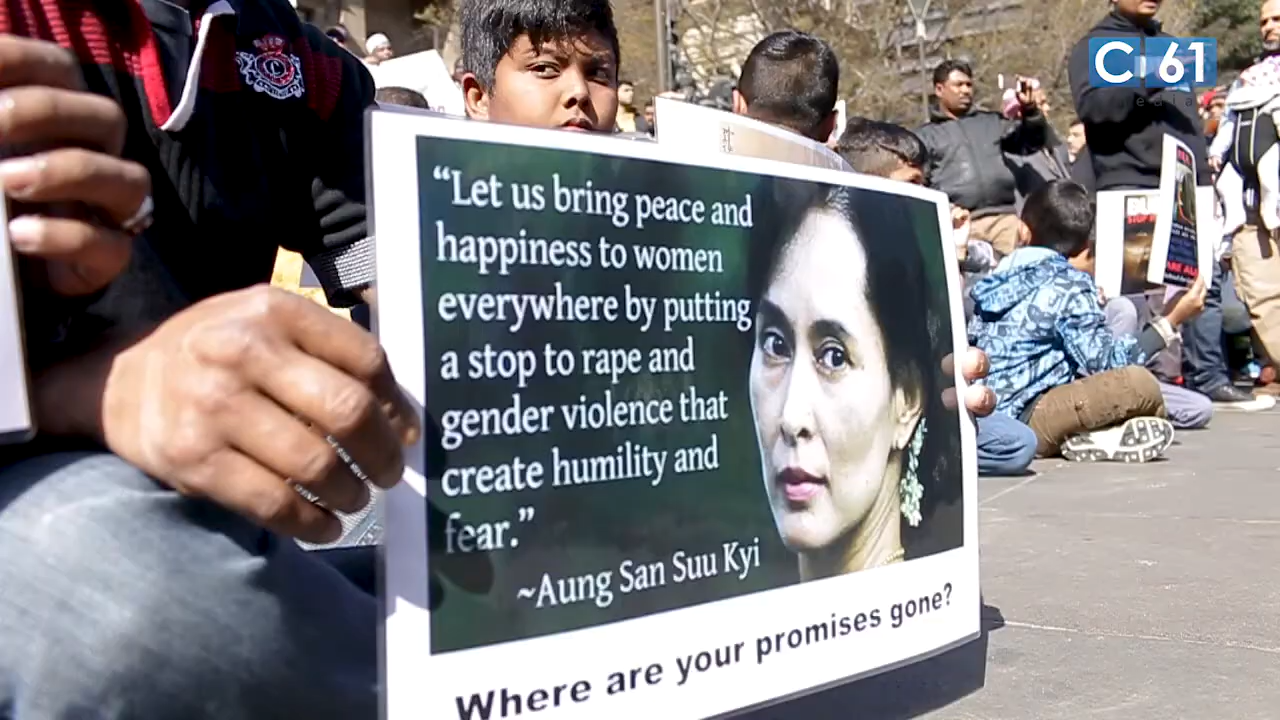 C 61
media
“Let us bring peace and
happiness to women
everywhere by putting
a stop to rape and
gender violence that
create humility and
fear.”
~Aung San Suu Kyi
Where are your promises gone?